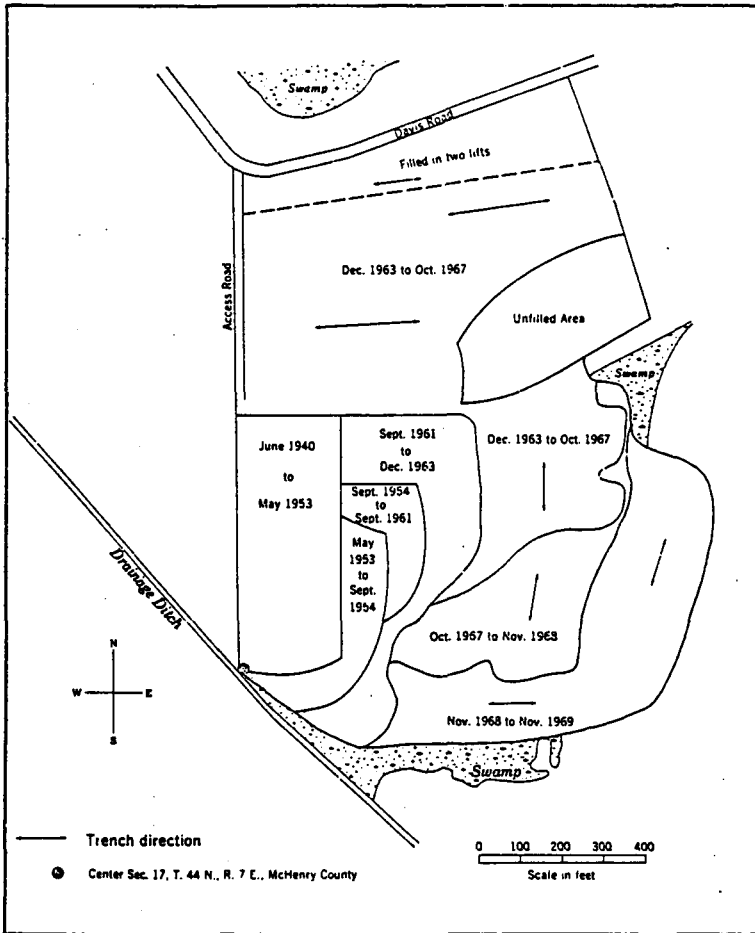 Swamp
Davis Road
Filled in two lifts
Access Road
Dec. 1963 to Oct. 1967
Unfilled Area
Swamp
June 1940
to
May 1953
Sept. 1961
to
Dec. 1963
Dec. 1963 to Oct. 1967
Sept. 1954
to
Sept. 1961
May
1953
to
Sept.
1954
Drainage Ditch
Oct. 1967 to Nov. 1968
N
W E
S
Nov. 1968 to Nov. 1969
Swamp
Trench direction
Center Sec. 17, T. 44 N., R. 7 E., McHenry County
0 100 200 300 400
Scale in feet